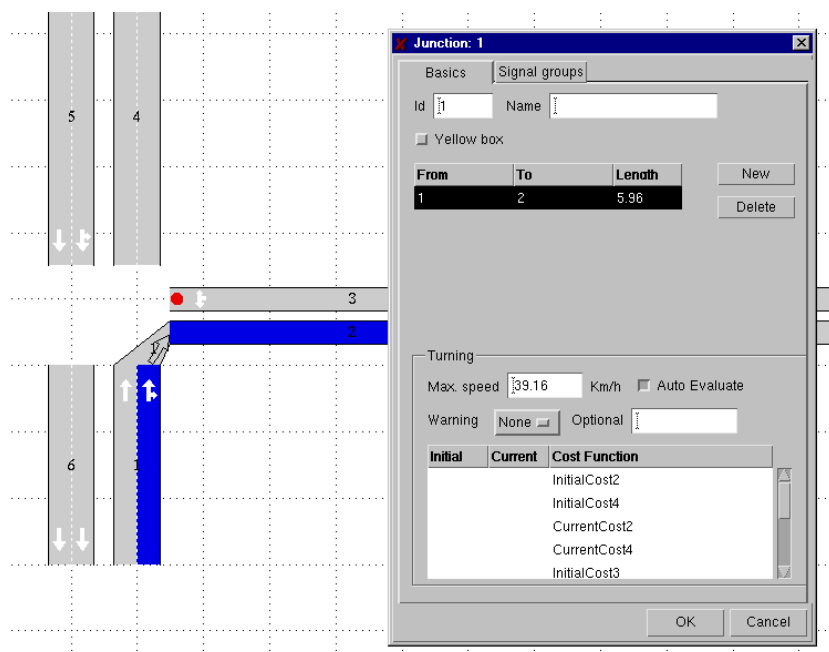 Junction: 1
Basics
Signal groups
Id 1 Name
Yellow box
From To Length
1 2 5.96
New
Delete
Turning
Max. speed 39.16 Km/h Auto Evaluate
Warning None Optional
Initial Current Cost Function
InitialCost2
InitialCost4
CurrentCost2
CurrentCost4
InitialCost3
OK Cancel
5 4
3
2
1
6 1